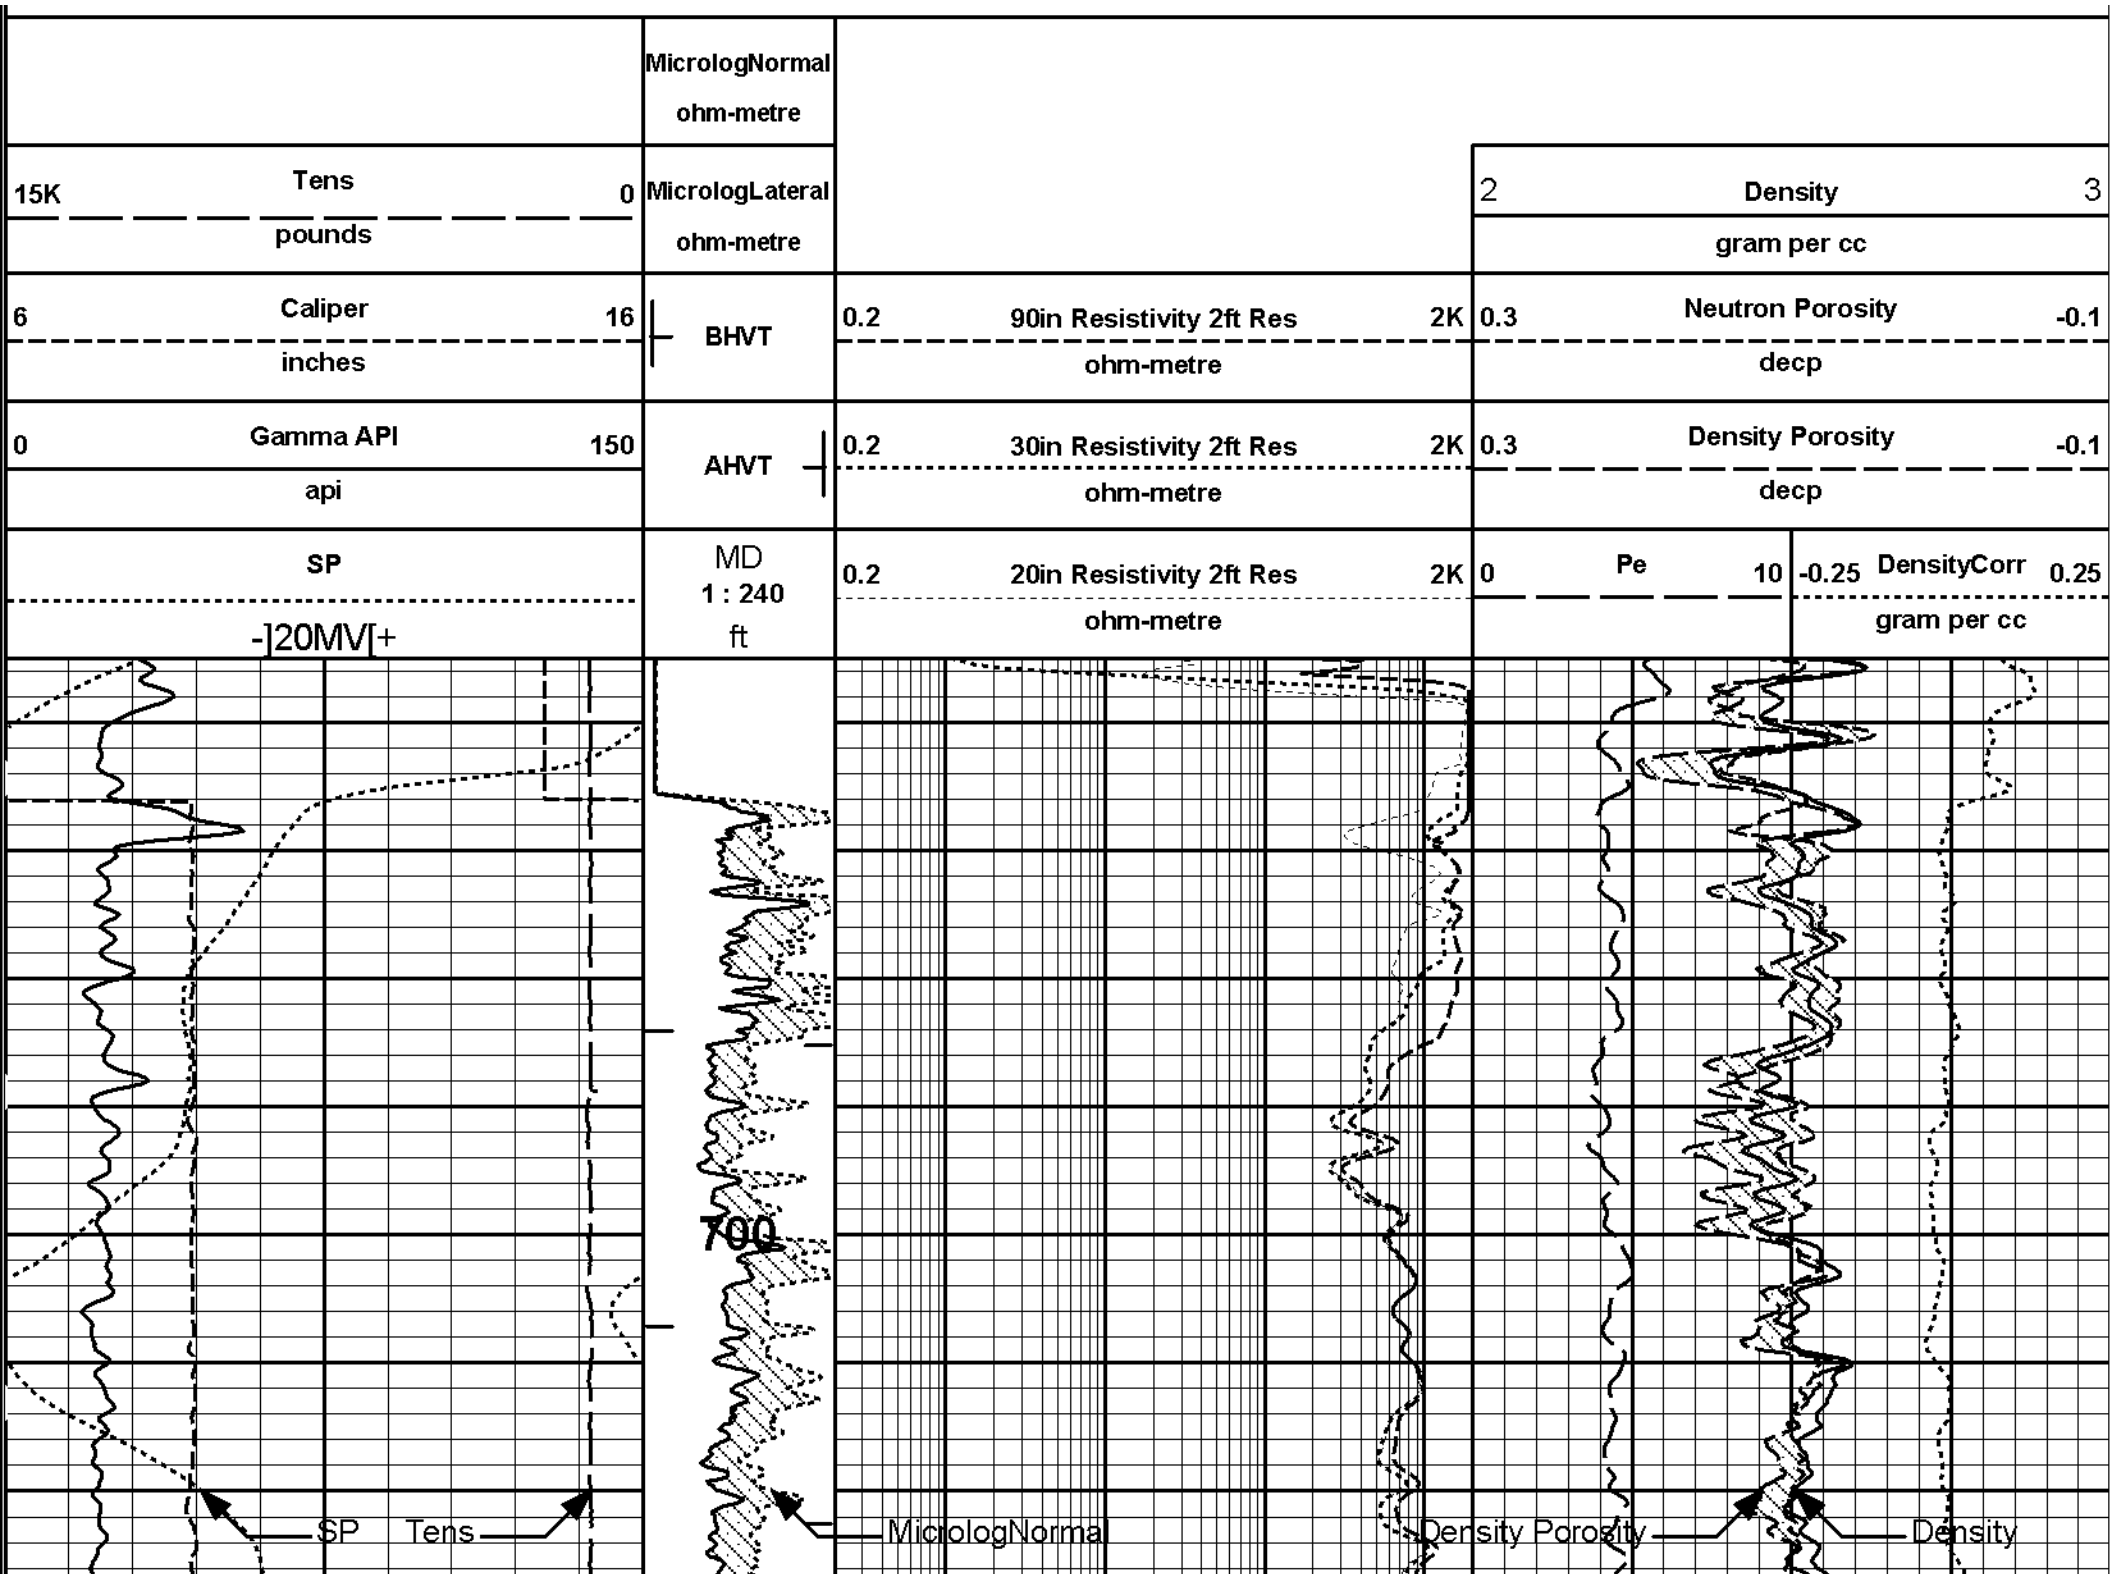 MicrologNormal
ohm-metre
15K Tens 0
pounds
MicrologLateral
ohm-metre
2 Density 3
gram per cc
6 Caliper 16
inches
BHVT
0.2 90in Resistivity 2ft Res 2K
ohm-metre
0.3 Neutron Porosity -0.1
decp
0 Gamma API 150
api
AHVT
0.2 30in Resistivity 2ft Res 2K
ohm-metre
0.3 Density Porosity -0.1
decp
SP
-]20MV[+
MD
1 : 240
ft
0.2 20in Resistivity 2ft Res 2K
ohm-metre
0 Pe 10
-0.25 DensityCorr 0.25
gram per cc
700
SP Tens MicrologNormal Density Porosity Density